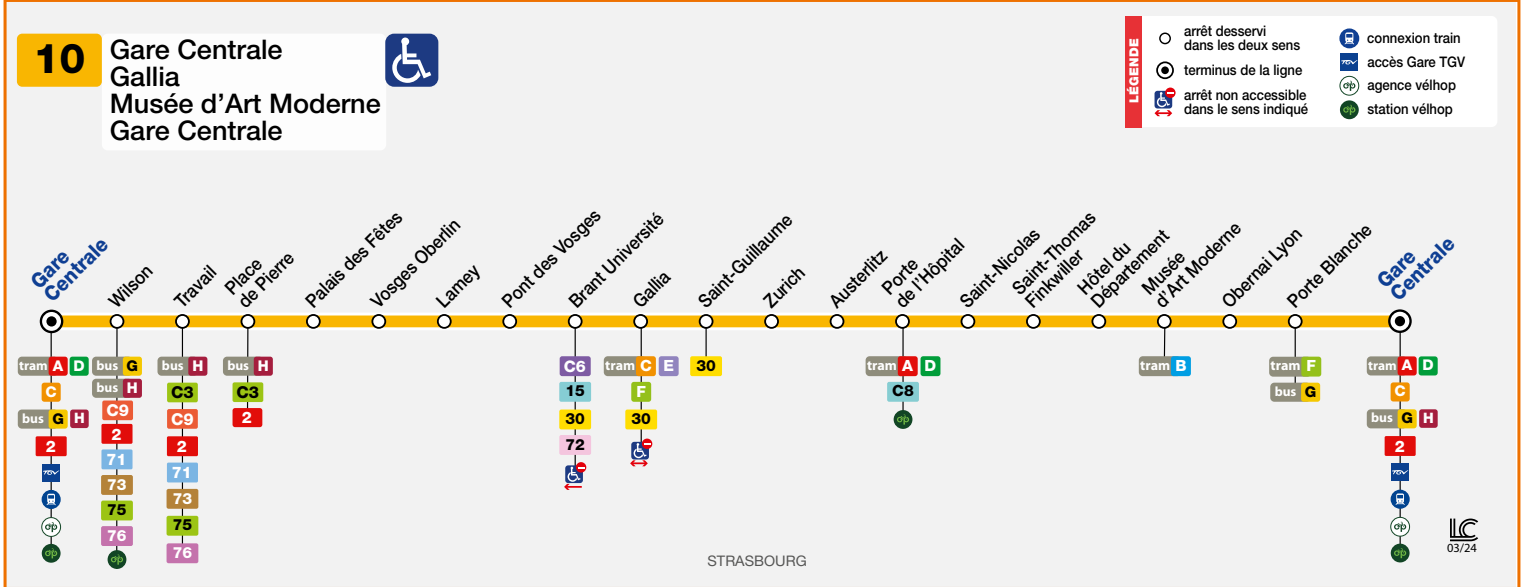 10
Gare Centrale
Gallia
Musée d'Art Moderne
Gare Centrale
LÉGENDE
arrêt desservi
dans les deux sens
terminus de la ligne
arrêt non accessible
dans le sens indiqué
connexion train
TGV accès Gare TGV
agence vélhop
station vélhop
Gare
Centrale
Wilson
Travail
Place
de Pierre
Palais des Fêtes
Vosges Oberlin
Lamey
Pont des Vosges
Brant Université
Gallia
Saint-Guillaume
Zurich
Austerlitz
Porte
de l'Hôpital
Saint-Nicolas
Saint-Thomas
Finkwiller
Hôtel du
Département
Musée
d'Art Moderne
Obernai Lyon
Porte Blanche
Gare
Centrale
tram A D
C
bus G H
2
TGV
bus G
bus H
C9
2
71
73
75
76
bus H
C3
C9
2
71
73
75
76
bus H
C3
2
C6
15
30
72
tram C E
F
30
30
tram A D
C8
tram B
tram F
bus G
tram A D
C
bus G H
2
TGV
STRASBOURG
LC
03/24